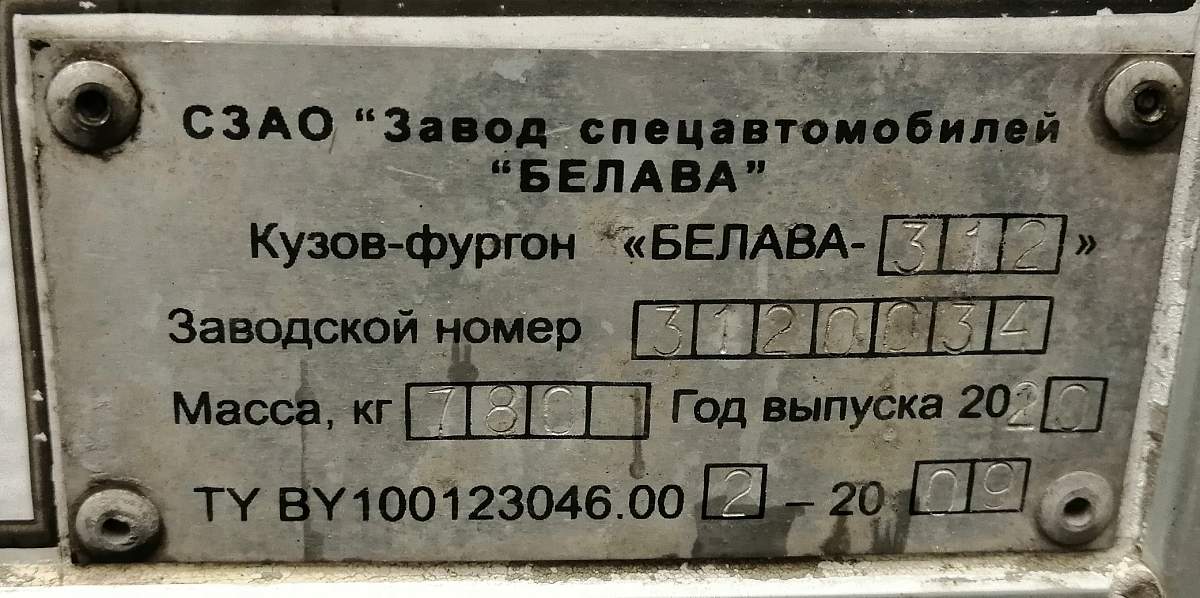 СЗАО “Завод спецавтомобилей
“БЕЛАВА”
Кузов-фургон «БЕЛАВА-312»
Заводской номер 3120034
Масса, кг 780 Год выпуска 2020
ТУ BY100123046.002 – 2009